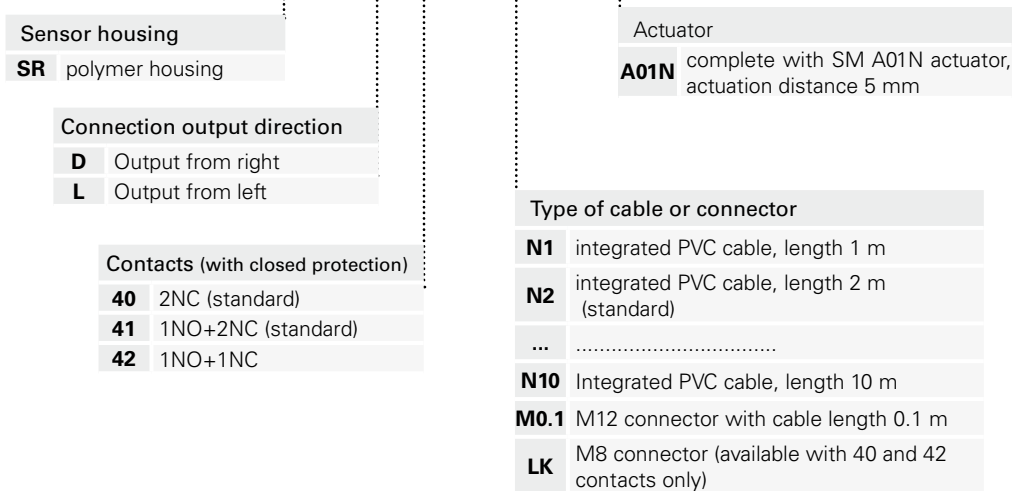 Sensor housing
SR polymer housing
Connection output direction
D Output from right
L Output from left
Contacts (with closed protection)
40 2NC (standard)
41 1NO+2NC (standard)
42 1NO+1NC
Actuator
A01N complete with SM A01N actuator,
actuation distance 5 mm
Type of cable or connector
N1 integrated PVC cable, length 1 m
N2 integrated PVC cable, length 2 m
(standard)
... ..................................
N10 Integrated PVC cable, length 10 m
M0.1 M12 connector with cable length 0.1 m
LK M8 connector (available with 40 and 42
contacts only)